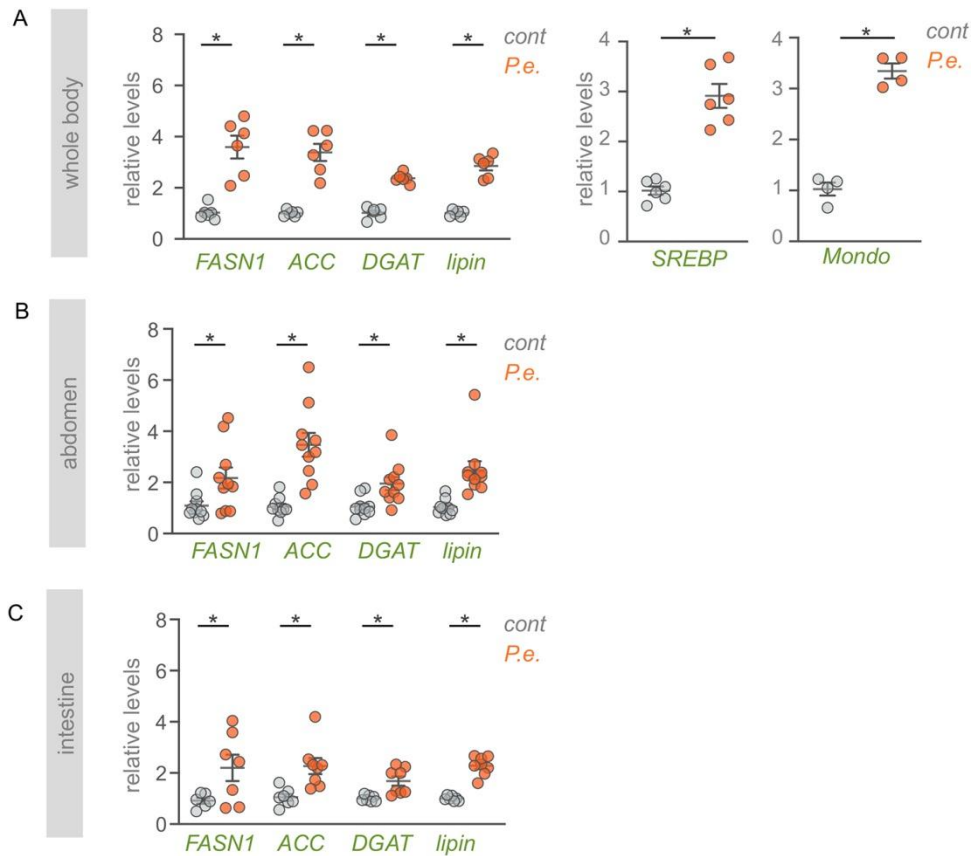 A
whole body
relative levels
8
6
4
2
0
* * * *
cont
P.e.
FASN1 ACC DGAT lipin
relative levels
4
3
2
1
0
*
SREBP
4
3
2
1
0
*
cont
P.e.
Mondo
B
abdomen
relative levels
8
6
4
2
0
* * * *
cont
P.e.
FASN1 ACC DGAT lipin
C
intestine
relative levels
8
6
4
2
0
* * * *
cont
P.e.
FASN1 ACC DGAT lipin